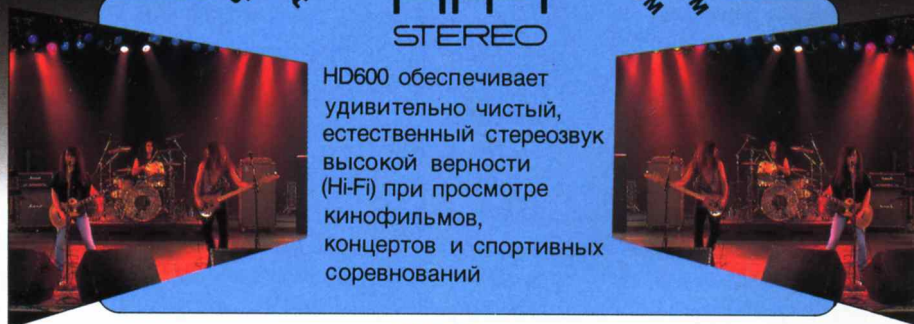 STEREO
HD600 обеспечивает
удивительно чистый,
естественный стереозвук
высокой верности
(Hi-Fi) при просмотре
кинофильмов,
концертов и спортивных
соревнований